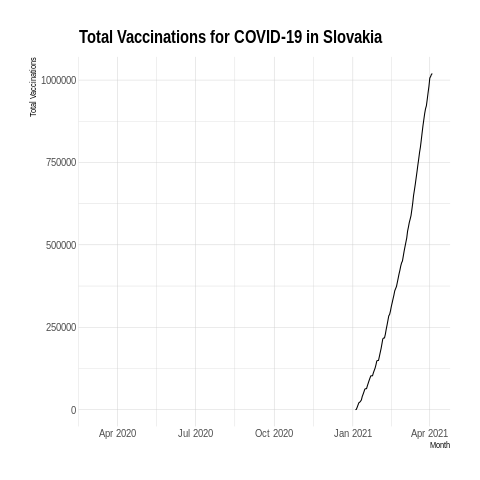 Total Vaccinations for COVID-19 in Slovakia
Total Vaccinations
1000000
750000
500000
250000
0
Apr 2020 Jul 2020 Oct 2020 Jan 2021 Apr 2021
Month